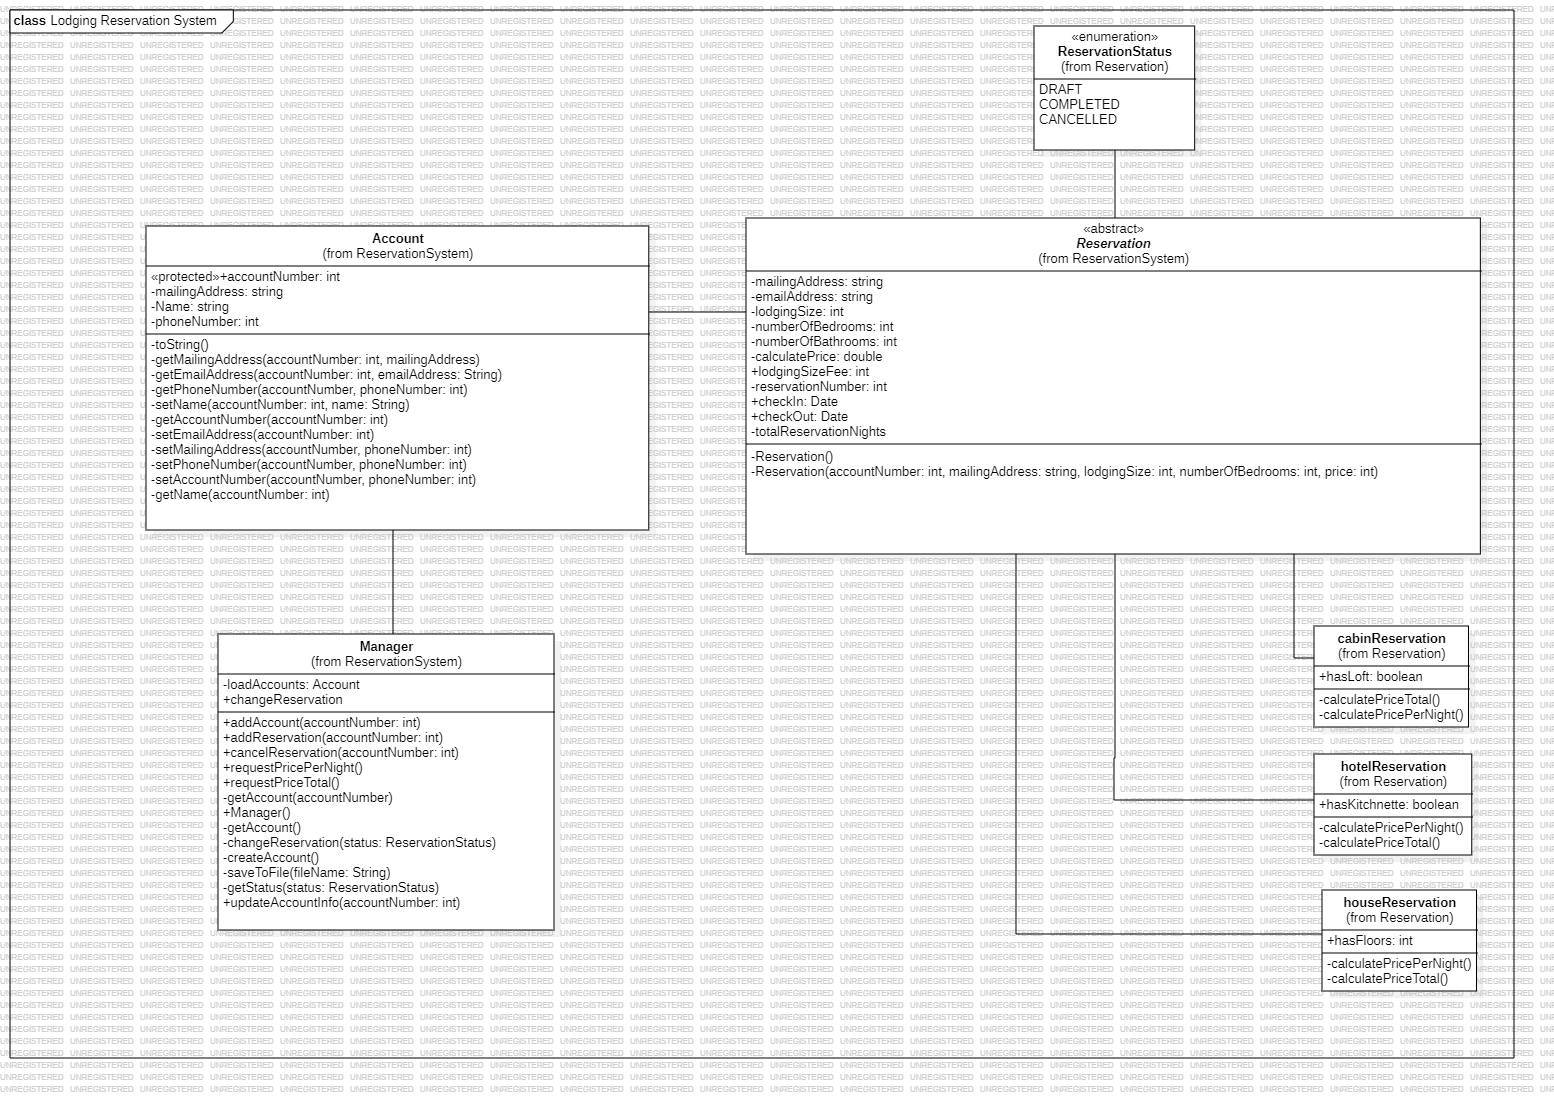 class Lodging Reservation System
«enumeration»
ReservationStatus
(from Reservation)
DRAFT
COMPLETED
CANCELLED
Account
(from ReservationSystem)
«protected»+accountNumber: int
-mailingAddress: string
-Name: string
-phoneNumber: int
-toString()
-getMailingAddress(accountNumber: int, mailingAddress)
-getEmailAddress(accountNumber: int, emailAddress: String)
-getPhoneNumber(accountNumber, phoneNumber: int)
-setName(accountNumber: int, name: String)
-getAccountNumber(accountNumber: int)
-setEmailAddress(accountNumber: int)
-setMailingAddress(accountNumber, phoneNumber: int)
-setPhoneNumber(accountNumber, phoneNumber: int)
-setAccountNumber(accountNumber, phoneNumber: int)
-getName(accountNumber: int)
«abstract»
Reservation
(from ReservationSystem)
-mailingAddress: string
-emailAddress: string
-lodgingSize: int
-numberOfBedrooms: int
-numberOfBathrooms: int
-calculatePrice: double
+lodgingSizeFee: int
-reservationNumber: int
+checkIn: Date
+checkOut: Date
-totalReservationNights
-Reservation()
-Reservation(accountNumber: int, mailingAddress: string, lodgingSize: int, numberOfBedrooms: int, price: int)
Manager
(from ReservationSystem)
-loadAccounts: Account
+changeReservation
+addAccount(accountNumber: int)
+addReservation(accountNumber: int)
+cancelReservation(accountNumber: int)
+requestPricePerNight()
+requestPriceTotal()
-getAccount(accountNumber)
+Manager()
-getAccount()
-changeReservation(status: ReservationStatus)
-createAccount()
-saveToFile(fileName: String)
-getStatus(status: ReservationStatus)
+updateAccountInfo(accountNumber: int)
cabinReservation
(from Reservation)
+hasLoft: boolean
-calculatePriceTotal()
-calculatePricePerNight()
hotelReservation
(from Reservation)
+hasKitchnette: boolean
-calculatePricePerNight()
-calculatePriceTotal()
houseReservation
(from Reservation)
+hasFloors: int
-calculatePricePerNight()
-calculatePriceTotal()
UNREGISTERED